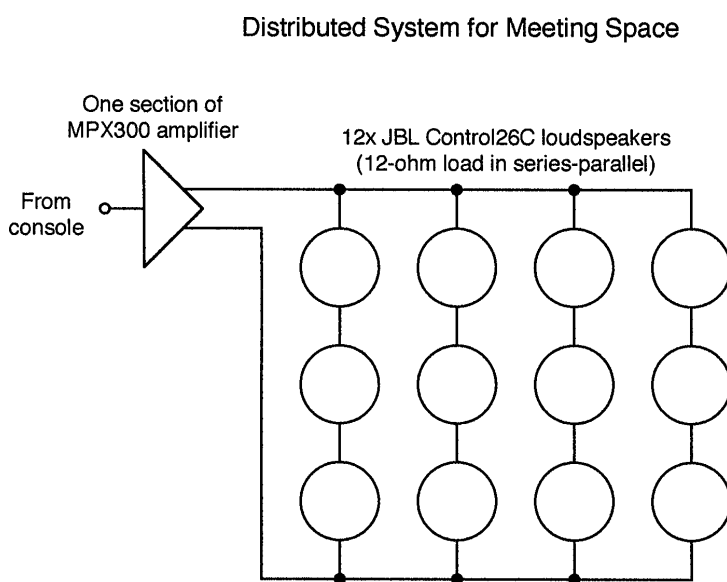 Distributed System for Meeting Space
One section of
MPX300 amplifier
12x JBL Control26C loudspeakers
(12-ohm load in series-parallel)
From
console